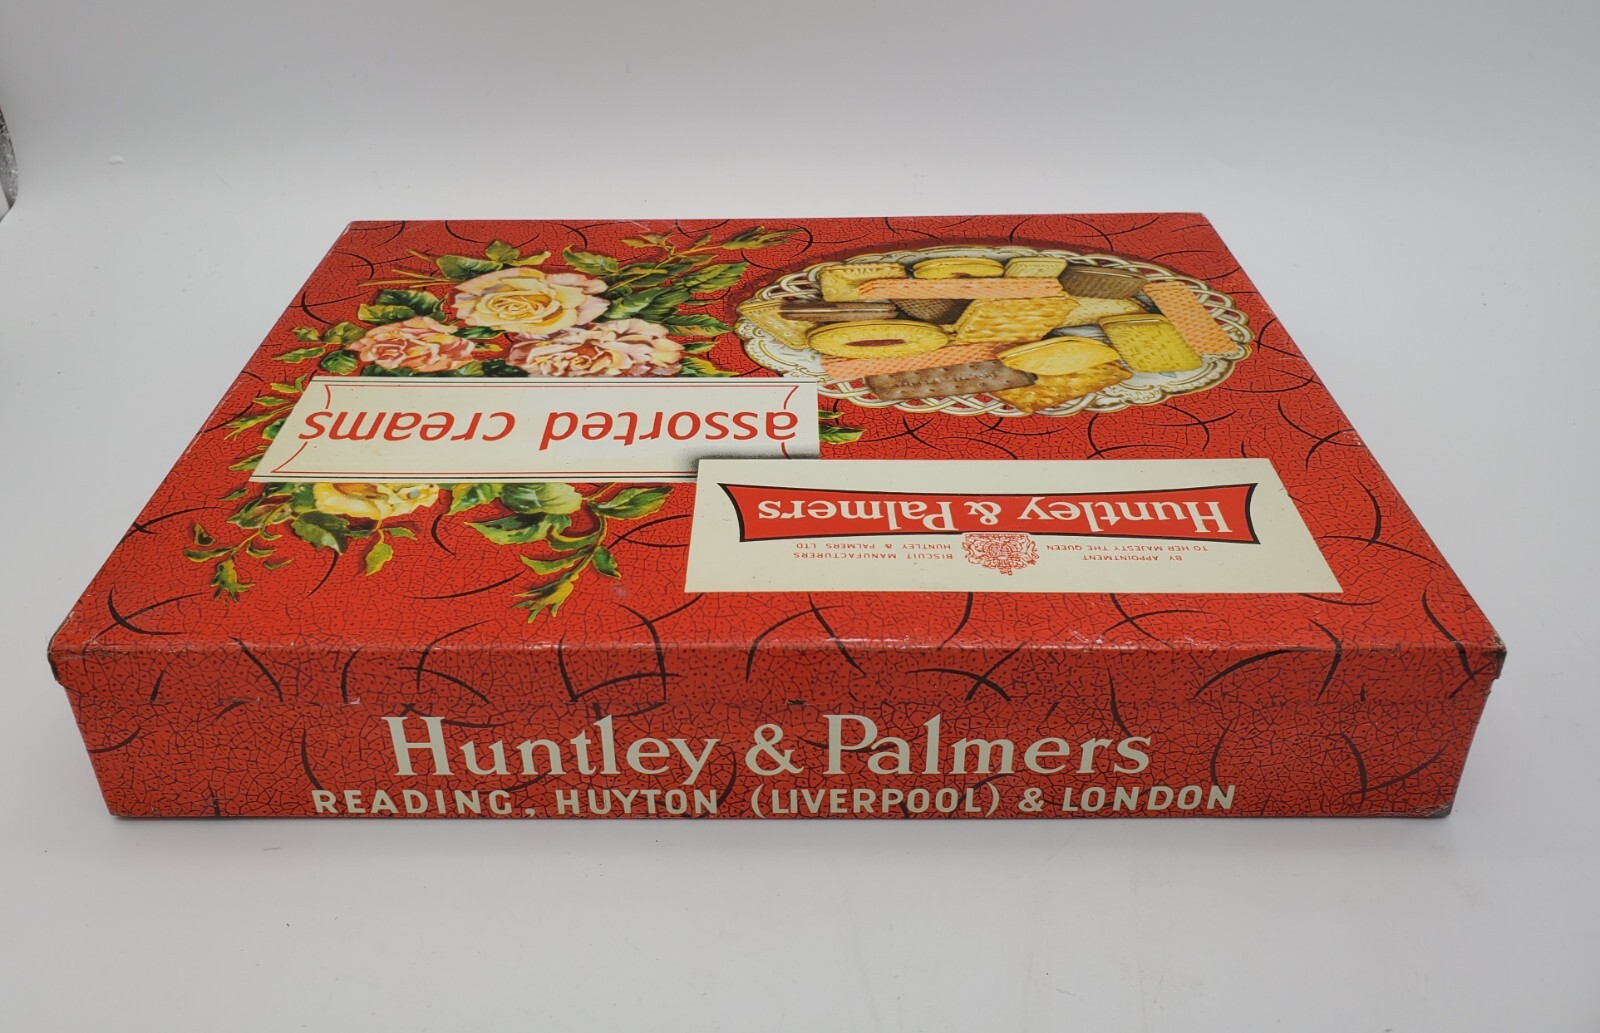 assorted creams
Huntley & Palmers
BY APPOINTMENT
TO HER MAJESTY THE QUEEN
BISCUIT MANUFACTURERS
HUNTLEY & PALMERS LTD
Huntley & Palmers
READING, HUYTON (LIVERPOOL) & LONDON